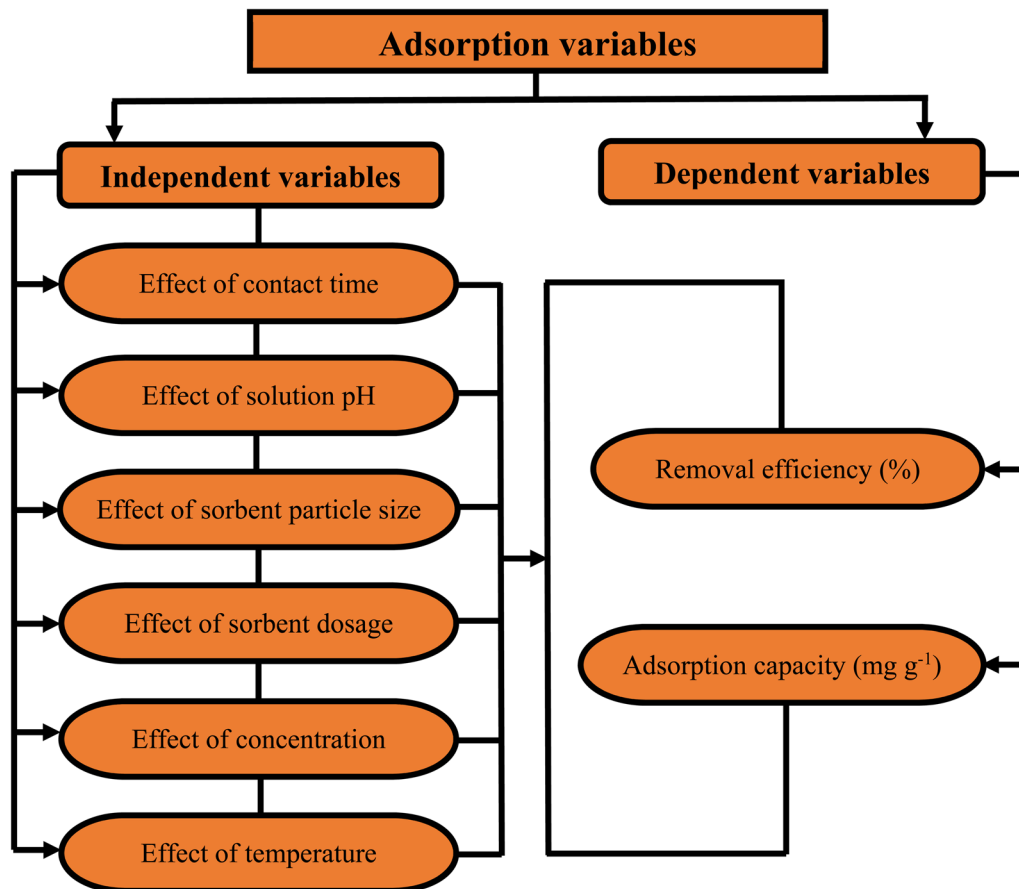 Adsorption variables
Independent variables
Dependent variables
Effect of contact time
Effect of solution pH
Effect of sorbent particle size
Effect of sorbent dosage
Effect of concentration
Effect of temperature
Removal efficiency (%)
Adsorption capacity (mg g⁻¹)